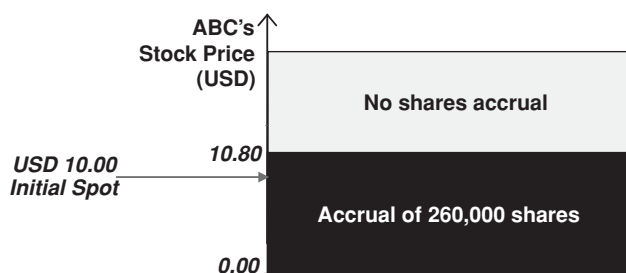 ABC's
Stock Price
(USD)
No shares accrual
10.80
USD 10.00
Initial Spot
Accrual of 260,000 shares
0.00